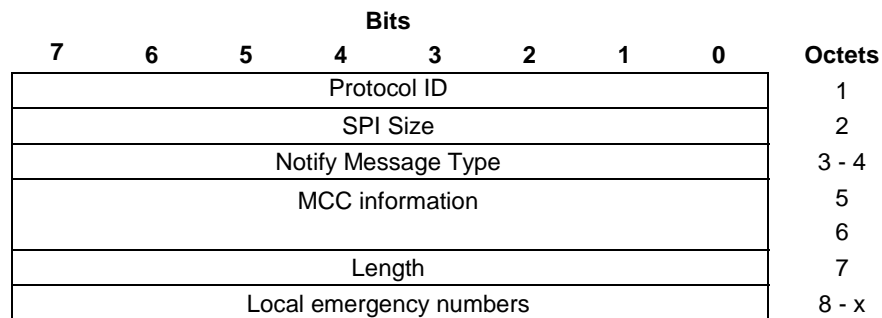 Bits
7 6 5 4 3 2 1 0 Octets
Protocol ID 1
SPI Size 2
Notify Message Type 3 - 4
MCC information 5
6
Length 7
Local emergency numbers 8 - x